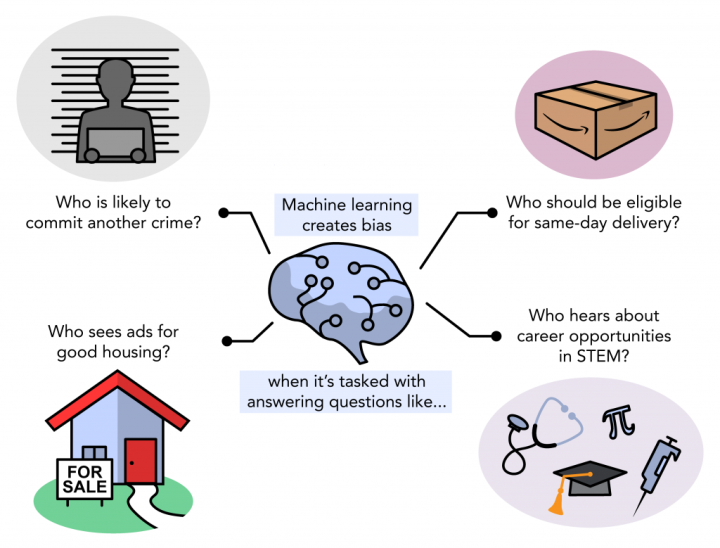 Who is likely to
commit another crime?
Machine learning
creates bias
Who should be eligible
for same-day delivery?
Who sees ads for
good housing?
Who hears about
career opportunities
in STEM?
when it's tasked with
answering questions like...
FOR
SALE
π